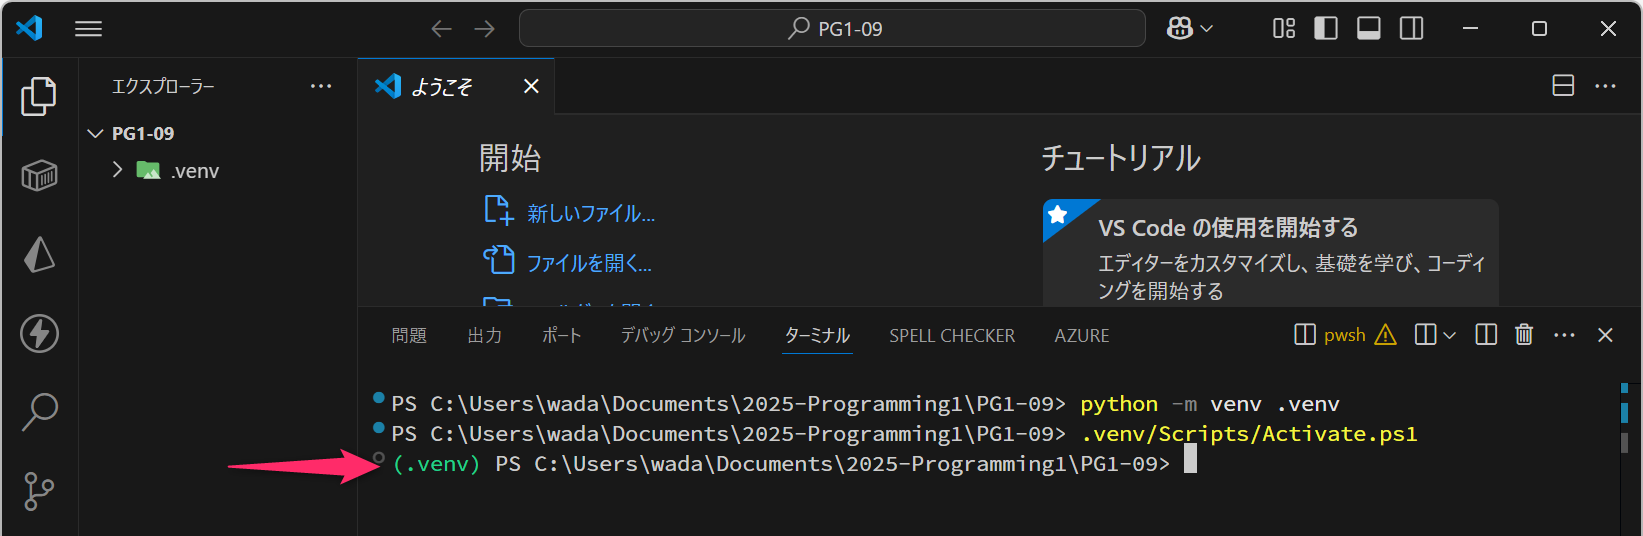 PG1-09
エクスプローラー
ようこそ
PG1-09
.venv
開始
新しいファイル...
ファイルを開く...
チュートリアル
VS Code の使用を開始する
エディターをカスタマイズし、基礎を学び、コーディ
ングを開始する
問題 出力 ポート デバッグ コンソール ターミナル SPELL CHECKER AZURE pwsh
PS C:\Users\wada\Documents\2025-Programming1\PG1-09> python -m venv .venv
PS C:\Users\wada\Documents\2025-Programming1\PG1-09> .venv/Scripts/Activate.ps1
(.venv) PS C:\Users\wada\Documents\2025-Programming1\PG1-09>